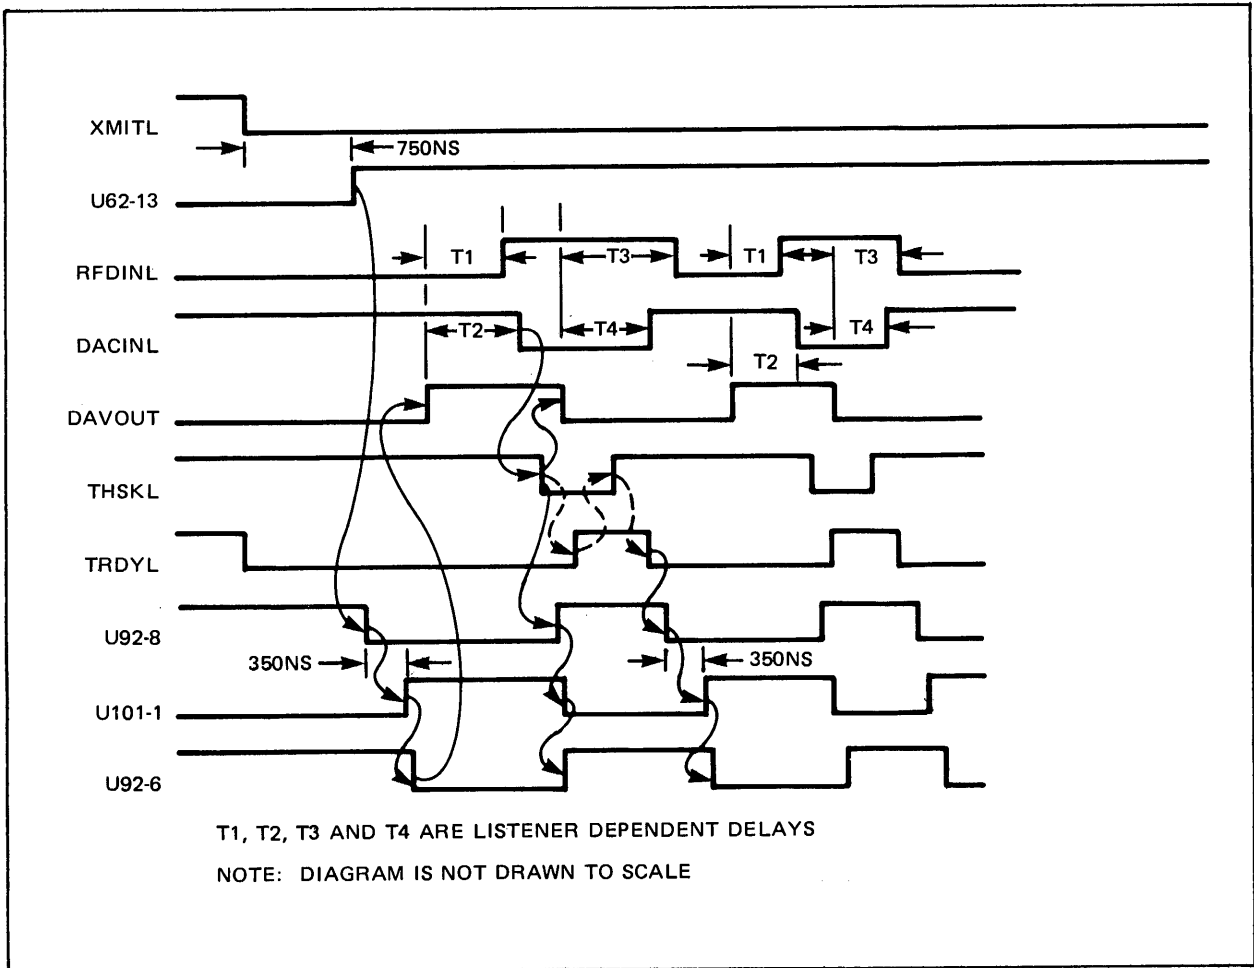 XMITL
750NS
U62-13
T1 T3 T1 T3
RFDINL
T2 T4 T4
DACINL
T2
DAVOUT
THSKL
TRDYL
U92-8
350NS 350NS
U101-1
U92-6
T1, T2, T3 AND T4 ARE LISTENER DEPENDENT DELAYS
NOTE: DIAGRAM IS NOT DRAWN TO SCALE